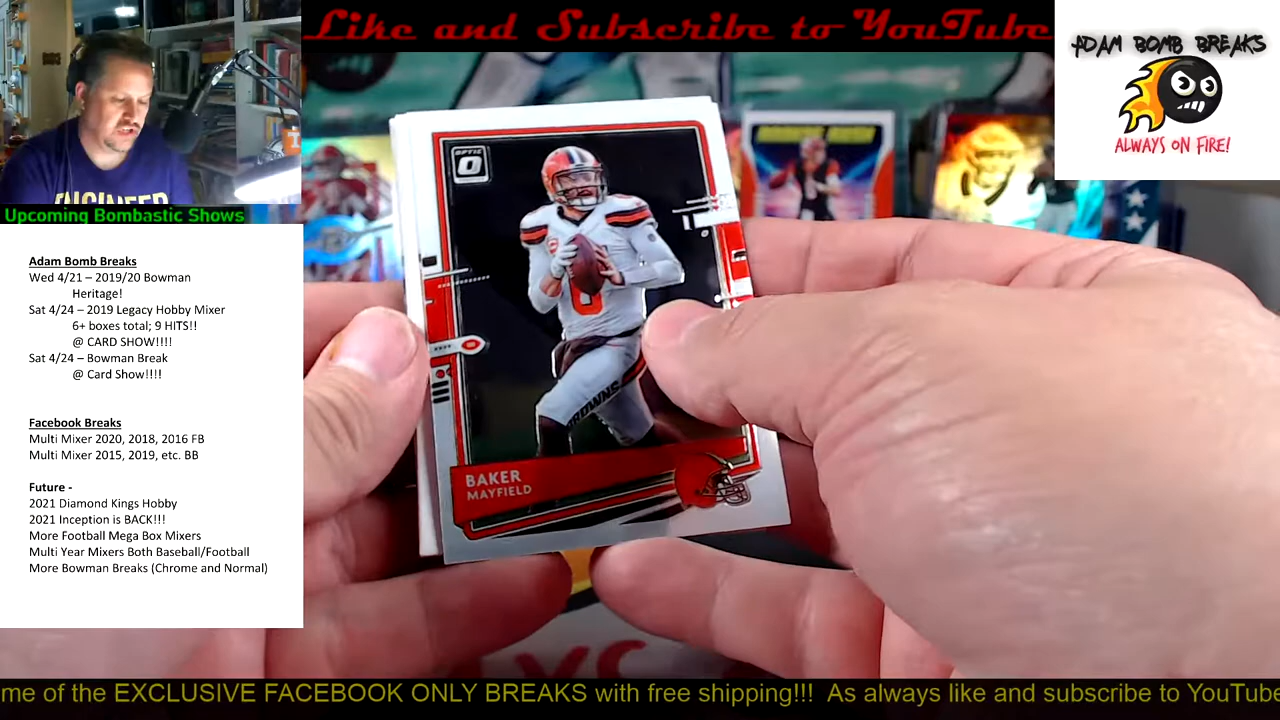 Like and Subscribe to YouTube
ADAM BOMB BREAKS
ALWAYS ON FIRE!
ENGINEER
Upcoming Bombastic Shows
Adam Bomb Breaks
Wed 4/21 – 2019/20 Bowman
Heritage!
Sat 4/24 – 2019 Legacy Hobby Mixer
6+ boxes total; 9 HITS!!
@ CARD SHOW!!!!
Sat 4/24 – Bowman Break
@ Card Show!!!!
Facebook Breaks
Multi Mixer 2020, 2018, 2016 FB
Multi Mixer 2015, 2019, etc. BB
Future -
2021 Diamond Kings Hobby
2021 Inception is BACK!!!
More Football Mega Box Mixers
Multi Year Mixers Both Baseball/Football
More Bowman Breaks (Chrome and Normal)
OPTIC
BROWNS
BAKER
MAYFIELD
me of the EXCLUSIVE FACEBOOK ONLY BREAKS with free shipping!!! As always like and subscribe to YouTube